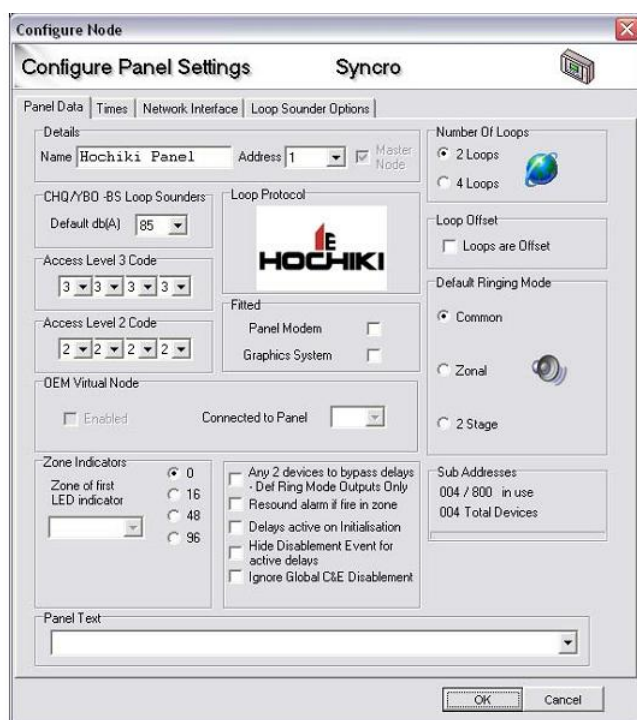 Configure Node
Configure Panel Settings Syncro
Panel Data Times Network Interface Loop Sounder Options
Details
Name Hochiki Panel Address 1 Master Node
CHQ/YBO -BS Loop Sounders
Default db(A) 85
Access Level 3 Code
3 3 3 3
Access Level 2 Code
2 2 2 2
Loop Protocol
HOCHIKI
Fitted
Panel Modem
Graphics System
OEM Virtual Node
Enabled Connected to Panel
Number Of Loops
2 Loops
4 Loops
Loop Offset
Loops are Offset
Default Ringing Mode
Common
Zonal
2 Stage
Zone Indicators
Zone of first
LED indicator
0
16
48
96
Any 2 devices to bypass delays
- Def Ring Mode Outputs Only
Resound alarm if fire in zone
Delays active on Initialisation
Hide Disablement Event for
active delays
Ignore Global C&E Disablement
Sub Addresses
004 / 800 in use
004 Total Devices
Panel Text
OK Cancel